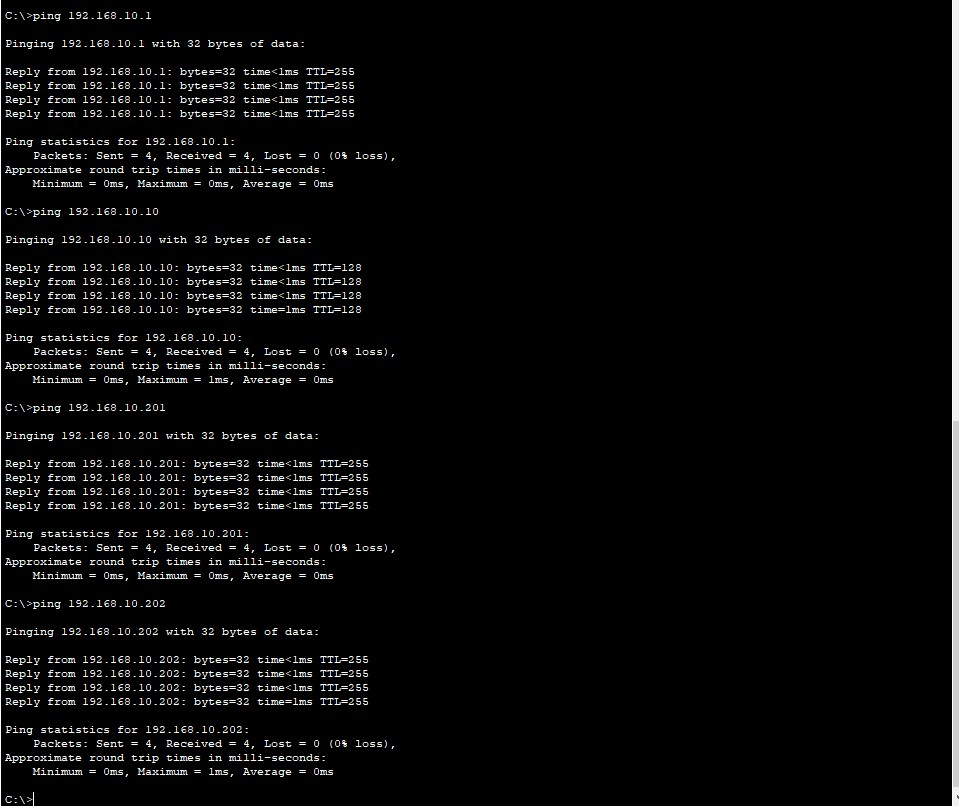 C:\>ping 192.168.10.1
Pinging 192.168.10.1 with 32 bytes of data:
Reply from 192.168.10.1: bytes=32 time<1ms TTL=255
Reply from 192.168.10.1: bytes=32 time<1ms TTL=255
Reply from 192.168.10.1: bytes=32 time<1ms TTL=255
Reply from 192.168.10.1: bytes=32 time<1ms TTL=255
Ping statistics for 192.168.10.1:
    Packets: Sent = 4, Received = 4, Lost = 0 (0% loss),
Approximate round trip times in milli-seconds:
    Minimum = 0ms, Maximum = 0ms, Average = 0ms
C:\>ping 192.168.10.10
Pinging 192.168.10.10 with 32 bytes of data:
Reply from 192.168.10.10: bytes=32 time<1ms TTL=128
Reply from 192.168.10.10: bytes=32 time<1ms TTL=128
Reply from 192.168.10.10: bytes=32 time<1ms TTL=128
Reply from 192.168.10.10: bytes=32 time=1ms TTL=128
Ping statistics for 192.168.10.10:
    Packets: Sent = 4, Received = 4, Lost = 0 (0% loss),
Approximate round trip times in milli-seconds:
    Minimum = 0ms, Maximum = 1ms, Average = 0ms
C:\>ping 192.168.10.201
Pinging 192.168.10.201 with 32 bytes of data:
Reply from 192.168.10.201: bytes=32 time<1ms TTL=255
Reply from 192.168.10.201: bytes=32 time<1ms TTL=255
Reply from 192.168.10.201: bytes=32 time<1ms TTL=255
Reply from 192.168.10.201: bytes=32 time<1ms TTL=255
Ping statistics for 192.168.10.201:
    Packets: Sent = 4, Received = 4, Lost = 0 (0% loss),
Approximate round trip times in milli-seconds:
    Minimum = 0ms, Maximum = 0ms, Average = 0ms
C:\>ping 192.168.10.202
Pinging 192.168.10.202 with 32 bytes of data:
Reply from 192.168.10.202: bytes=32 time<1ms TTL=255
Reply from 192.168.10.202: bytes=32 time<1ms TTL=255
Reply from 192.168.10.202: bytes=32 time<1ms TTL=255
Reply from 192.168.10.202: bytes=32 time=1ms TTL=255
Ping statistics for 192.168.10.202:
    Packets: Sent = 4, Received = 4, Lost = 0 (0% loss),
Approximate round trip times in milli-seconds:
    Minimum = 0ms, Maximum = 1ms, Average = 0ms
C:\>